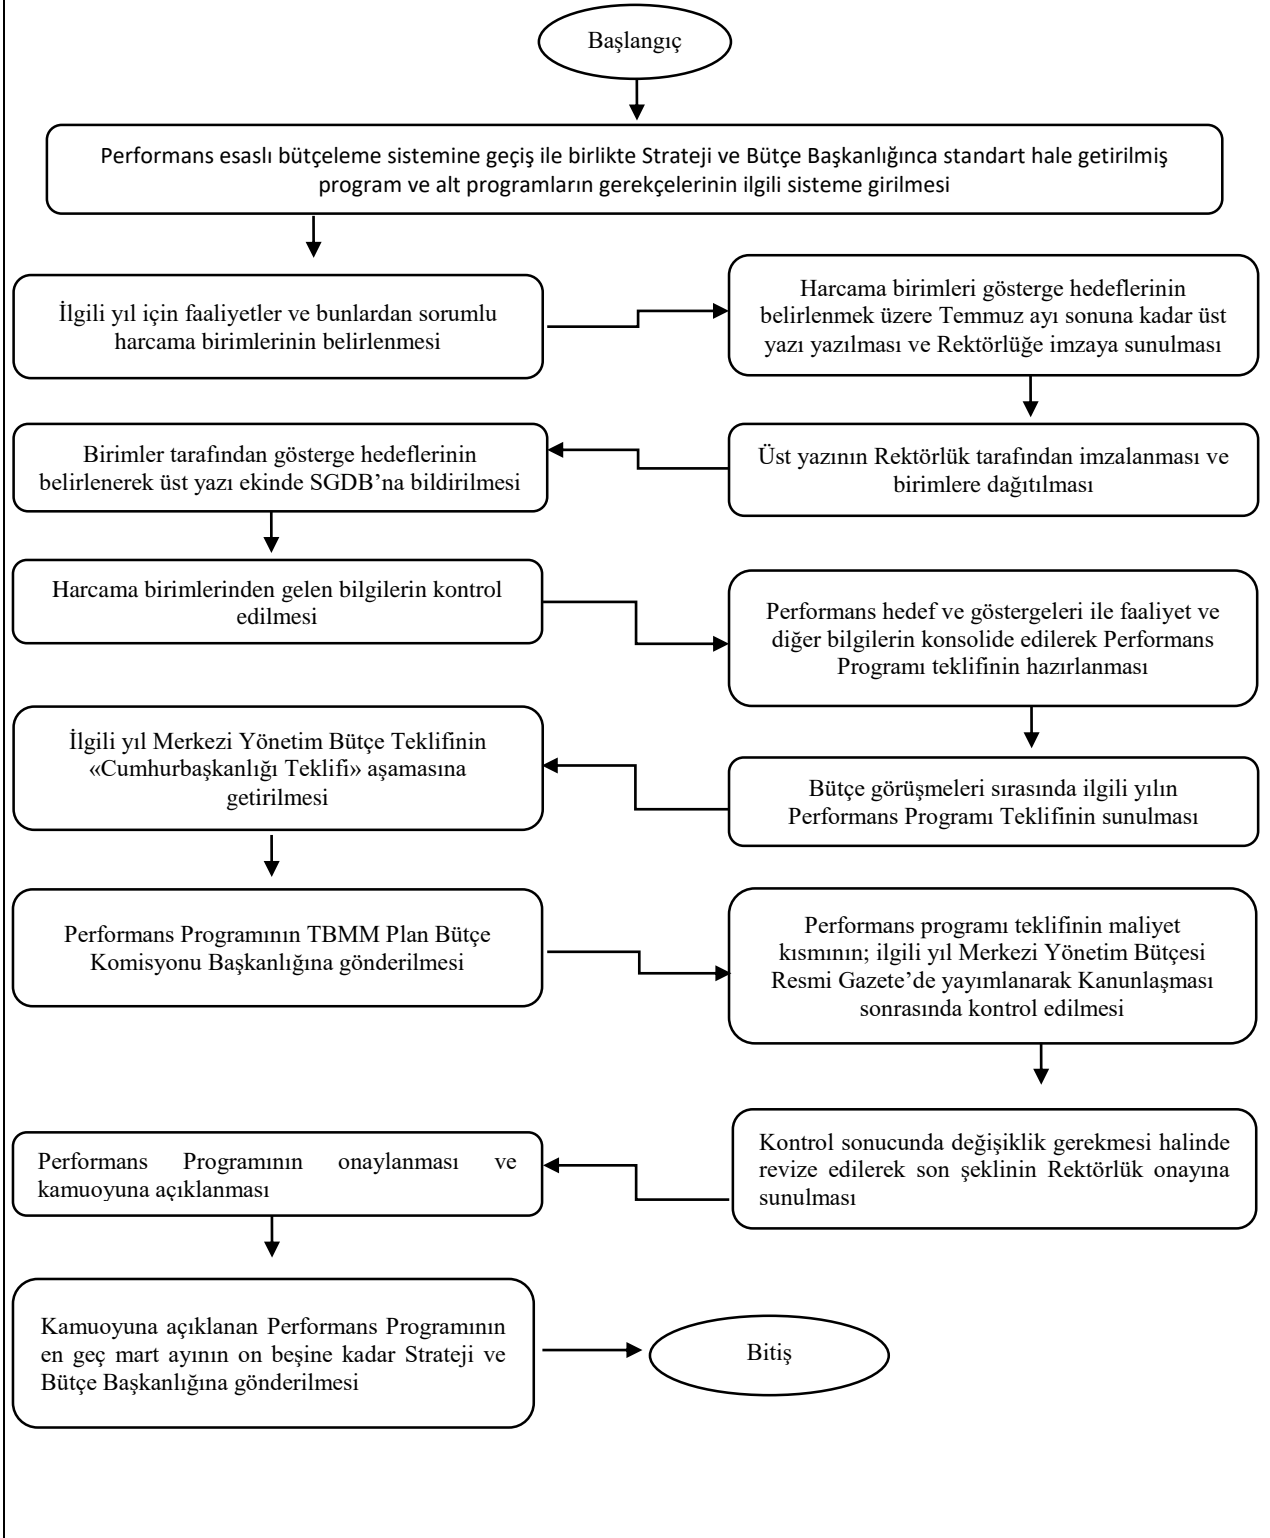 Başlangıç
Performans esaslı bütçeleme sistemine geçiş ile birlikte Strateji ve Bütçe Başkanlığınca standart hale getirilmiş
program ve alt programların gerekçelerinin ilgili sisteme girilmesi
İlgili yıl için faaliyetler ve bunlardan sorumlu
harcama birimlerinin belirlenmesi
Harcama birimleri gösterge hedeflerinin
belirlenmek üzere Temmuz ayı sonuna kadar üst
yazı yazılması ve Rektörlüğe imzaya sunulması
Üst yazının Rektörlük tarafından imzalanması ve
birimlere dağıtılması
Birimler tarafından gösterge hedeflerinin
belirlenerek üst yazı ekinde SGDB’na bildirilmesi
Harcama birimlerinden gelen bilgilerin kontrol
edilmesi
Performans hedef ve göstergeleri ile faaliyet ve
diğer bilgilerin konsolide edilerek Performans
Programı teklifinin hazırlanması
Bütçe görüşmeleri sırasında ilgili yılın
Performans Programı Teklifinin sunulması
İlgili yıl Merkezi Yönetim Bütçe Teklifinin
«Cumhurbaşkanlığı Teklifi» aşamasına
getirilmesi
Performans Programının TBMM Plan Bütçe
Komisyonu Başkanlığına gönderilmesi
Performans programı teklifinin maliyet
kısmının; ilgili yıl Merkezi Yönetim Bütçesi
Resmi Gazete’de yayımlanarak Kanunlaşması
sonrasında kontrol edilmesi
Kontrol sonucunda değişiklik gerekmesi halinde
revize edilerek son şeklinin Rektörlük onayına
sunulması
Performans Programının onaylanması ve
kamuoyuna açıklanması
Kamuoyuna açıklanan Performans Programının
en geç mart ayının on beşine kadar Strateji ve
Bütçe Başkanlığına gönderilmesi
Bitiş